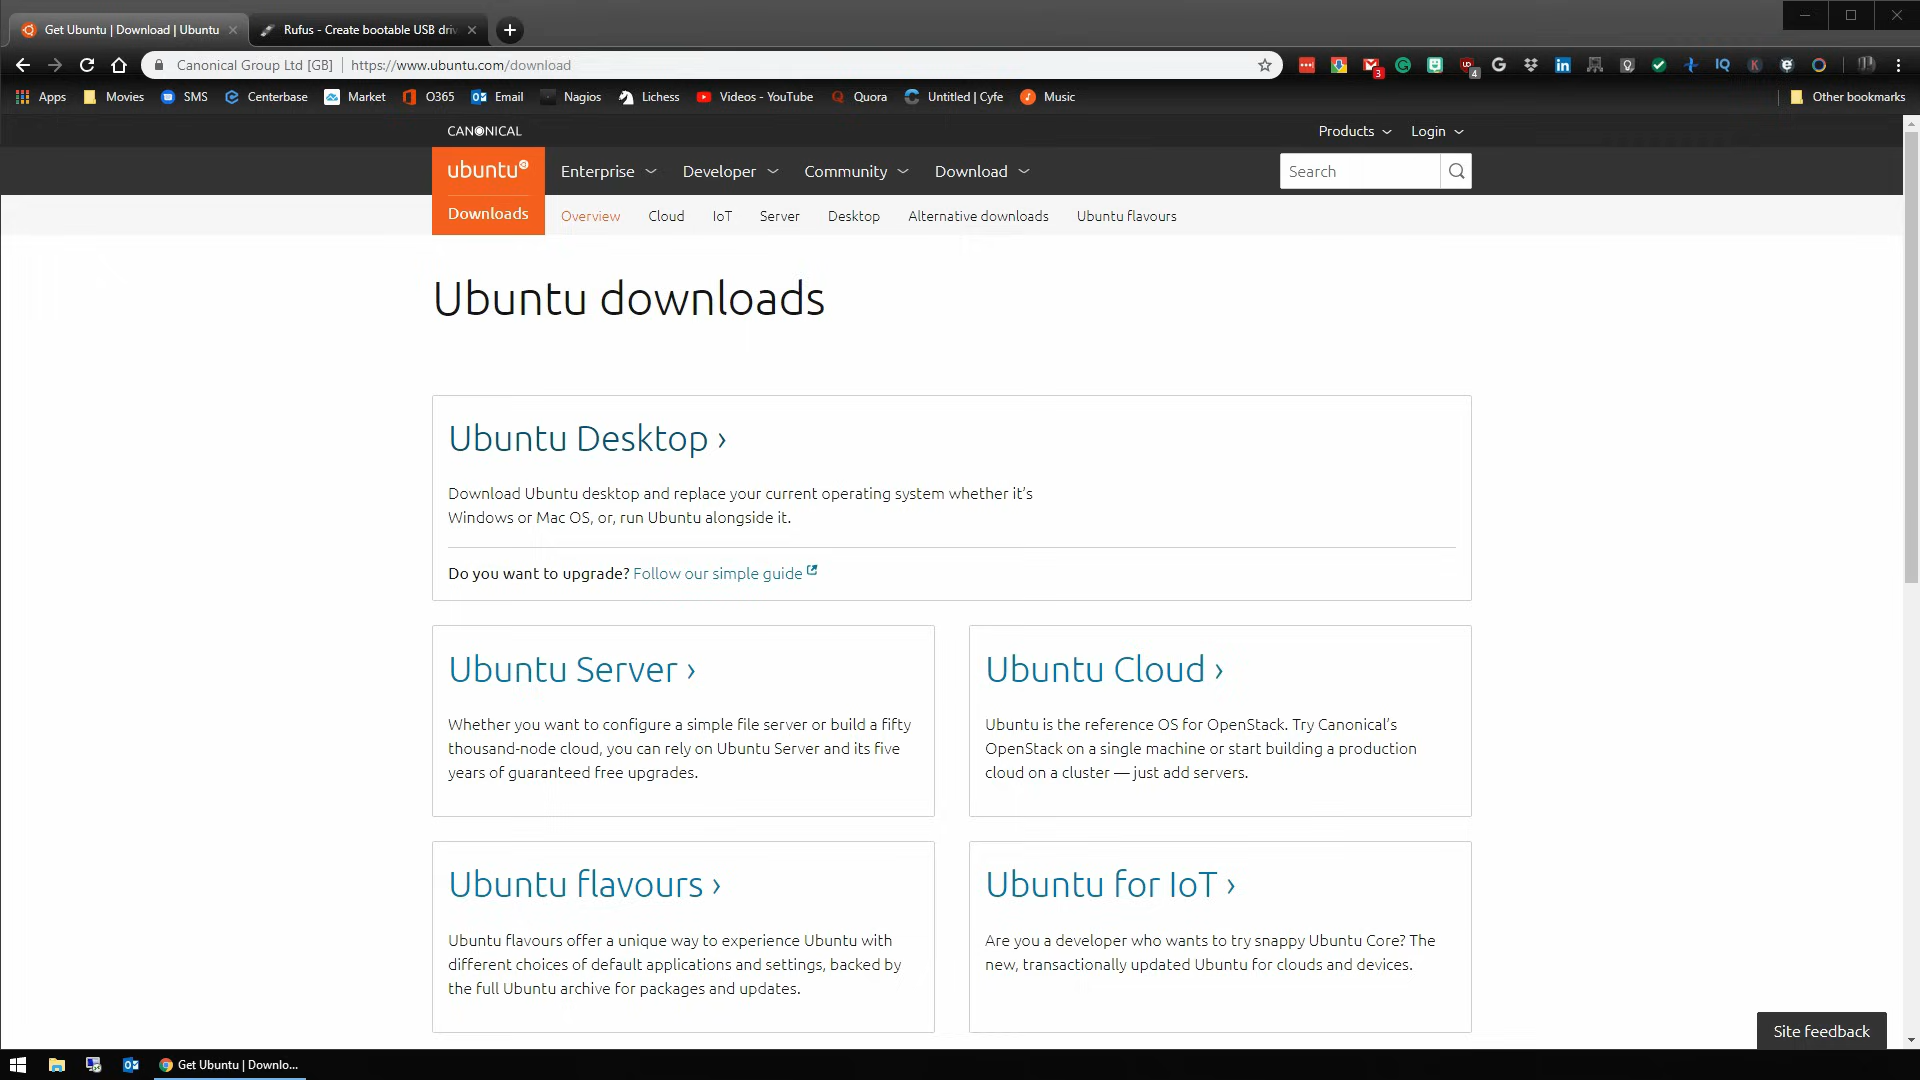 Get Ubuntu | Download | Ubuntu
Rufus - Create bootable USB driv
Canonical Group Ltd [GB]
https://www.ubuntu.com/download
3
4
G
in
IQ
K
Apps
Movies
SMS
Centerbase
Market
O365
Email
Nagios
Lichess
Videos - YouTube
Quora
Untitled | Cyfe
Music
Other bookmarks
CANONICAL
Products
Login
ubuntu
Enterprise
Developer
Community
Download
Search
Downloads
Overview
Cloud
IoT
Server
Desktop
Alternative downloads
Ubuntu flavours
Ubuntu downloads
Ubuntu Desktop ›
Download Ubuntu desktop and replace your current operating system whether it’s
Windows or Mac OS, or, run Ubuntu alongside it.
Do you want to upgrade? Follow our simple guide
Ubuntu Server ›
Whether you want to configure a simple file server or build a fifty
thousand-node cloud, you can rely on Ubuntu Server and its five
years of guaranteed free upgrades.
Ubuntu Cloud ›
Ubuntu is the reference OS for OpenStack. Try Canonical’s
OpenStack on a single machine or start building a production
cloud on a cluster — just add servers.
Ubuntu flavours ›
Ubuntu flavours offer a unique way to experience Ubuntu with
different choices of default applications and settings, backed by
the full Ubuntu archive for packages and updates.
Ubuntu for IoT ›
Are you a developer who wants to try snappy Ubuntu Core? The
new, transactionally updated Ubuntu for clouds and devices.
Site feedback
Get Ubuntu | Downlo...